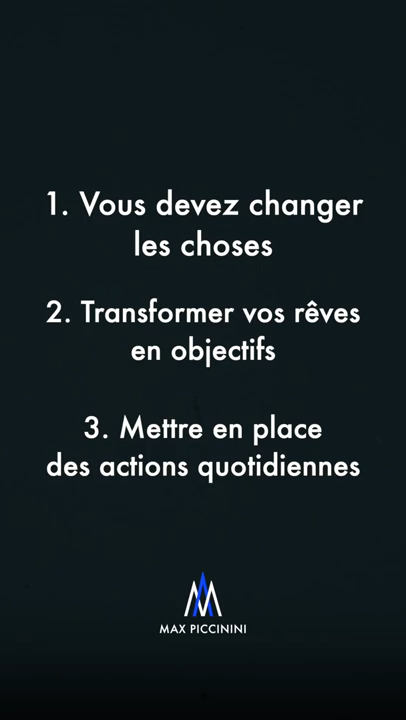 1. Vous devez changer
les choses
2. Transformer vos rêves
en objectifs
3. Mettre en place
des actions quotidiennes
MAX PICCININI